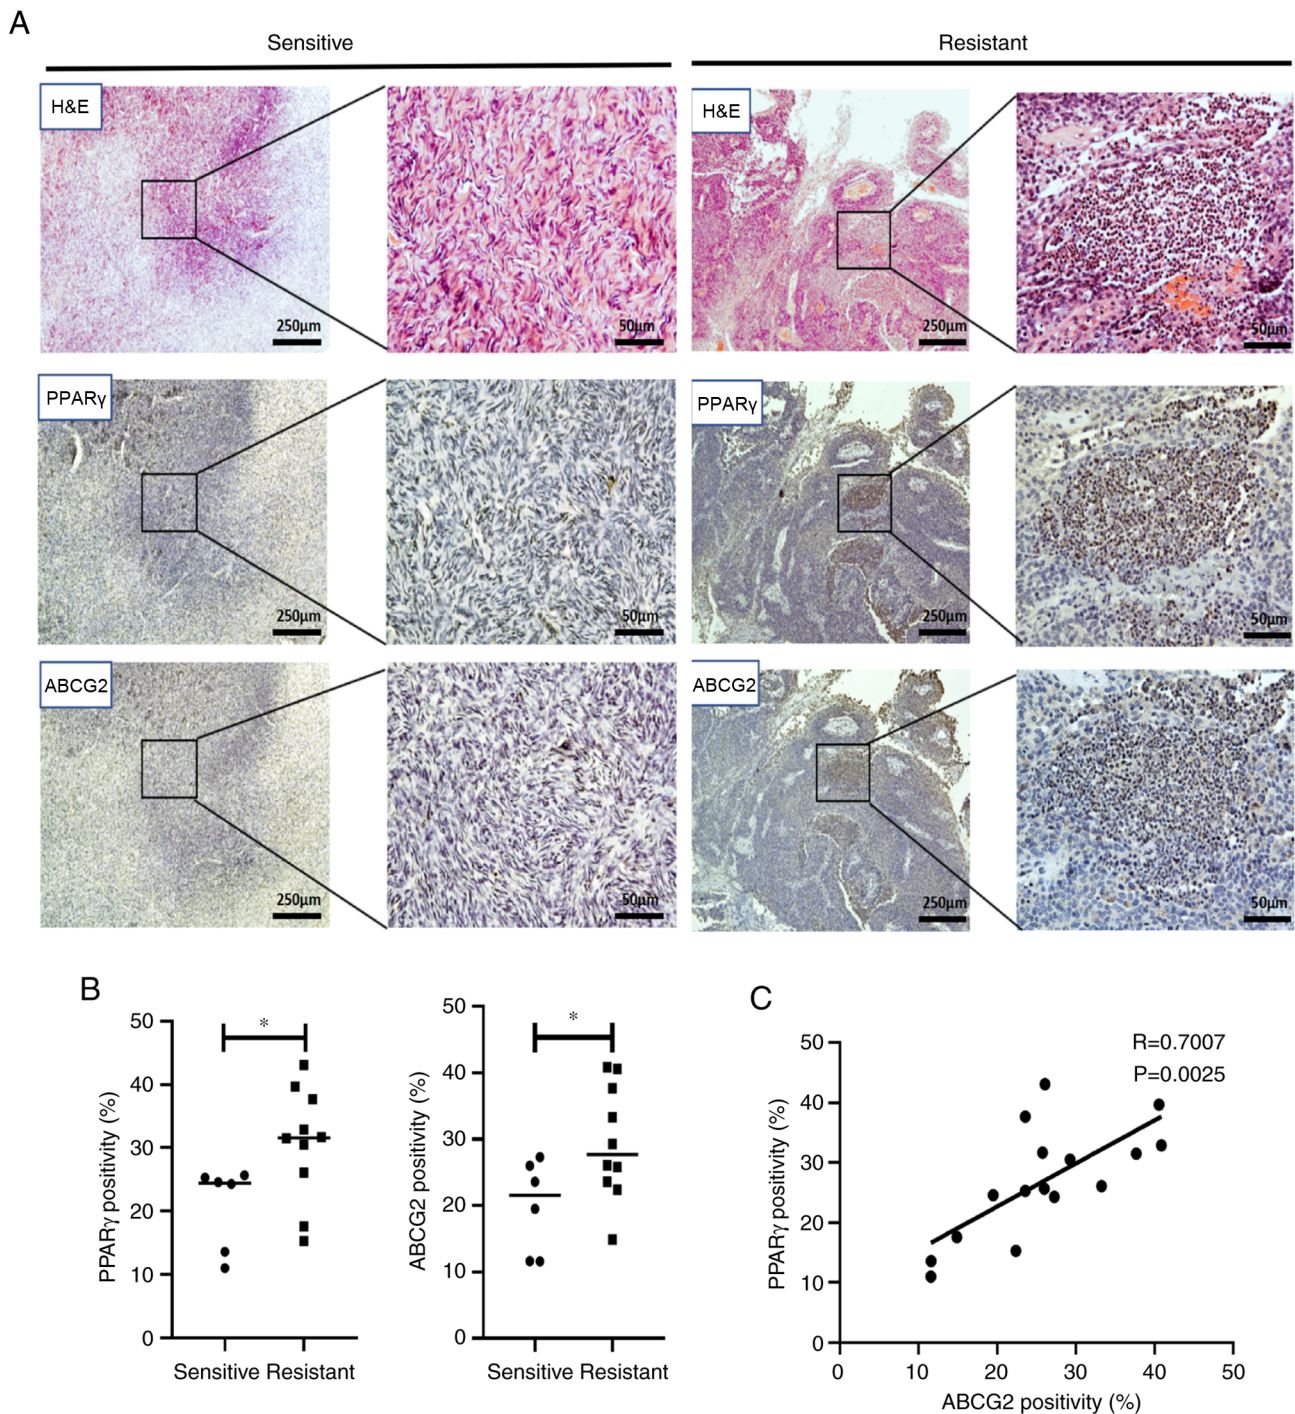 A
Sensitive
Resistant
H&E
250µm
50µm
H&E
250µm
50µm
PPARγ
250µm
50µm
PPARγ
250µm
50µm
ABCG2
250µm
50µm
ABCG2
250µm
50µm
B
PPARγ positivity (%)
50
40
30
20
10
0
*
Sensitive Resistant
ABCG2 positivity (%)
50
40
30
20
10
0
*
Sensitive Resistant
C
R=0.7007
P=0.0025
PPARγ positivity (%)
50
40
30
20
10
0
0 10 20 30 40 50
ABCG2 positivity (%)